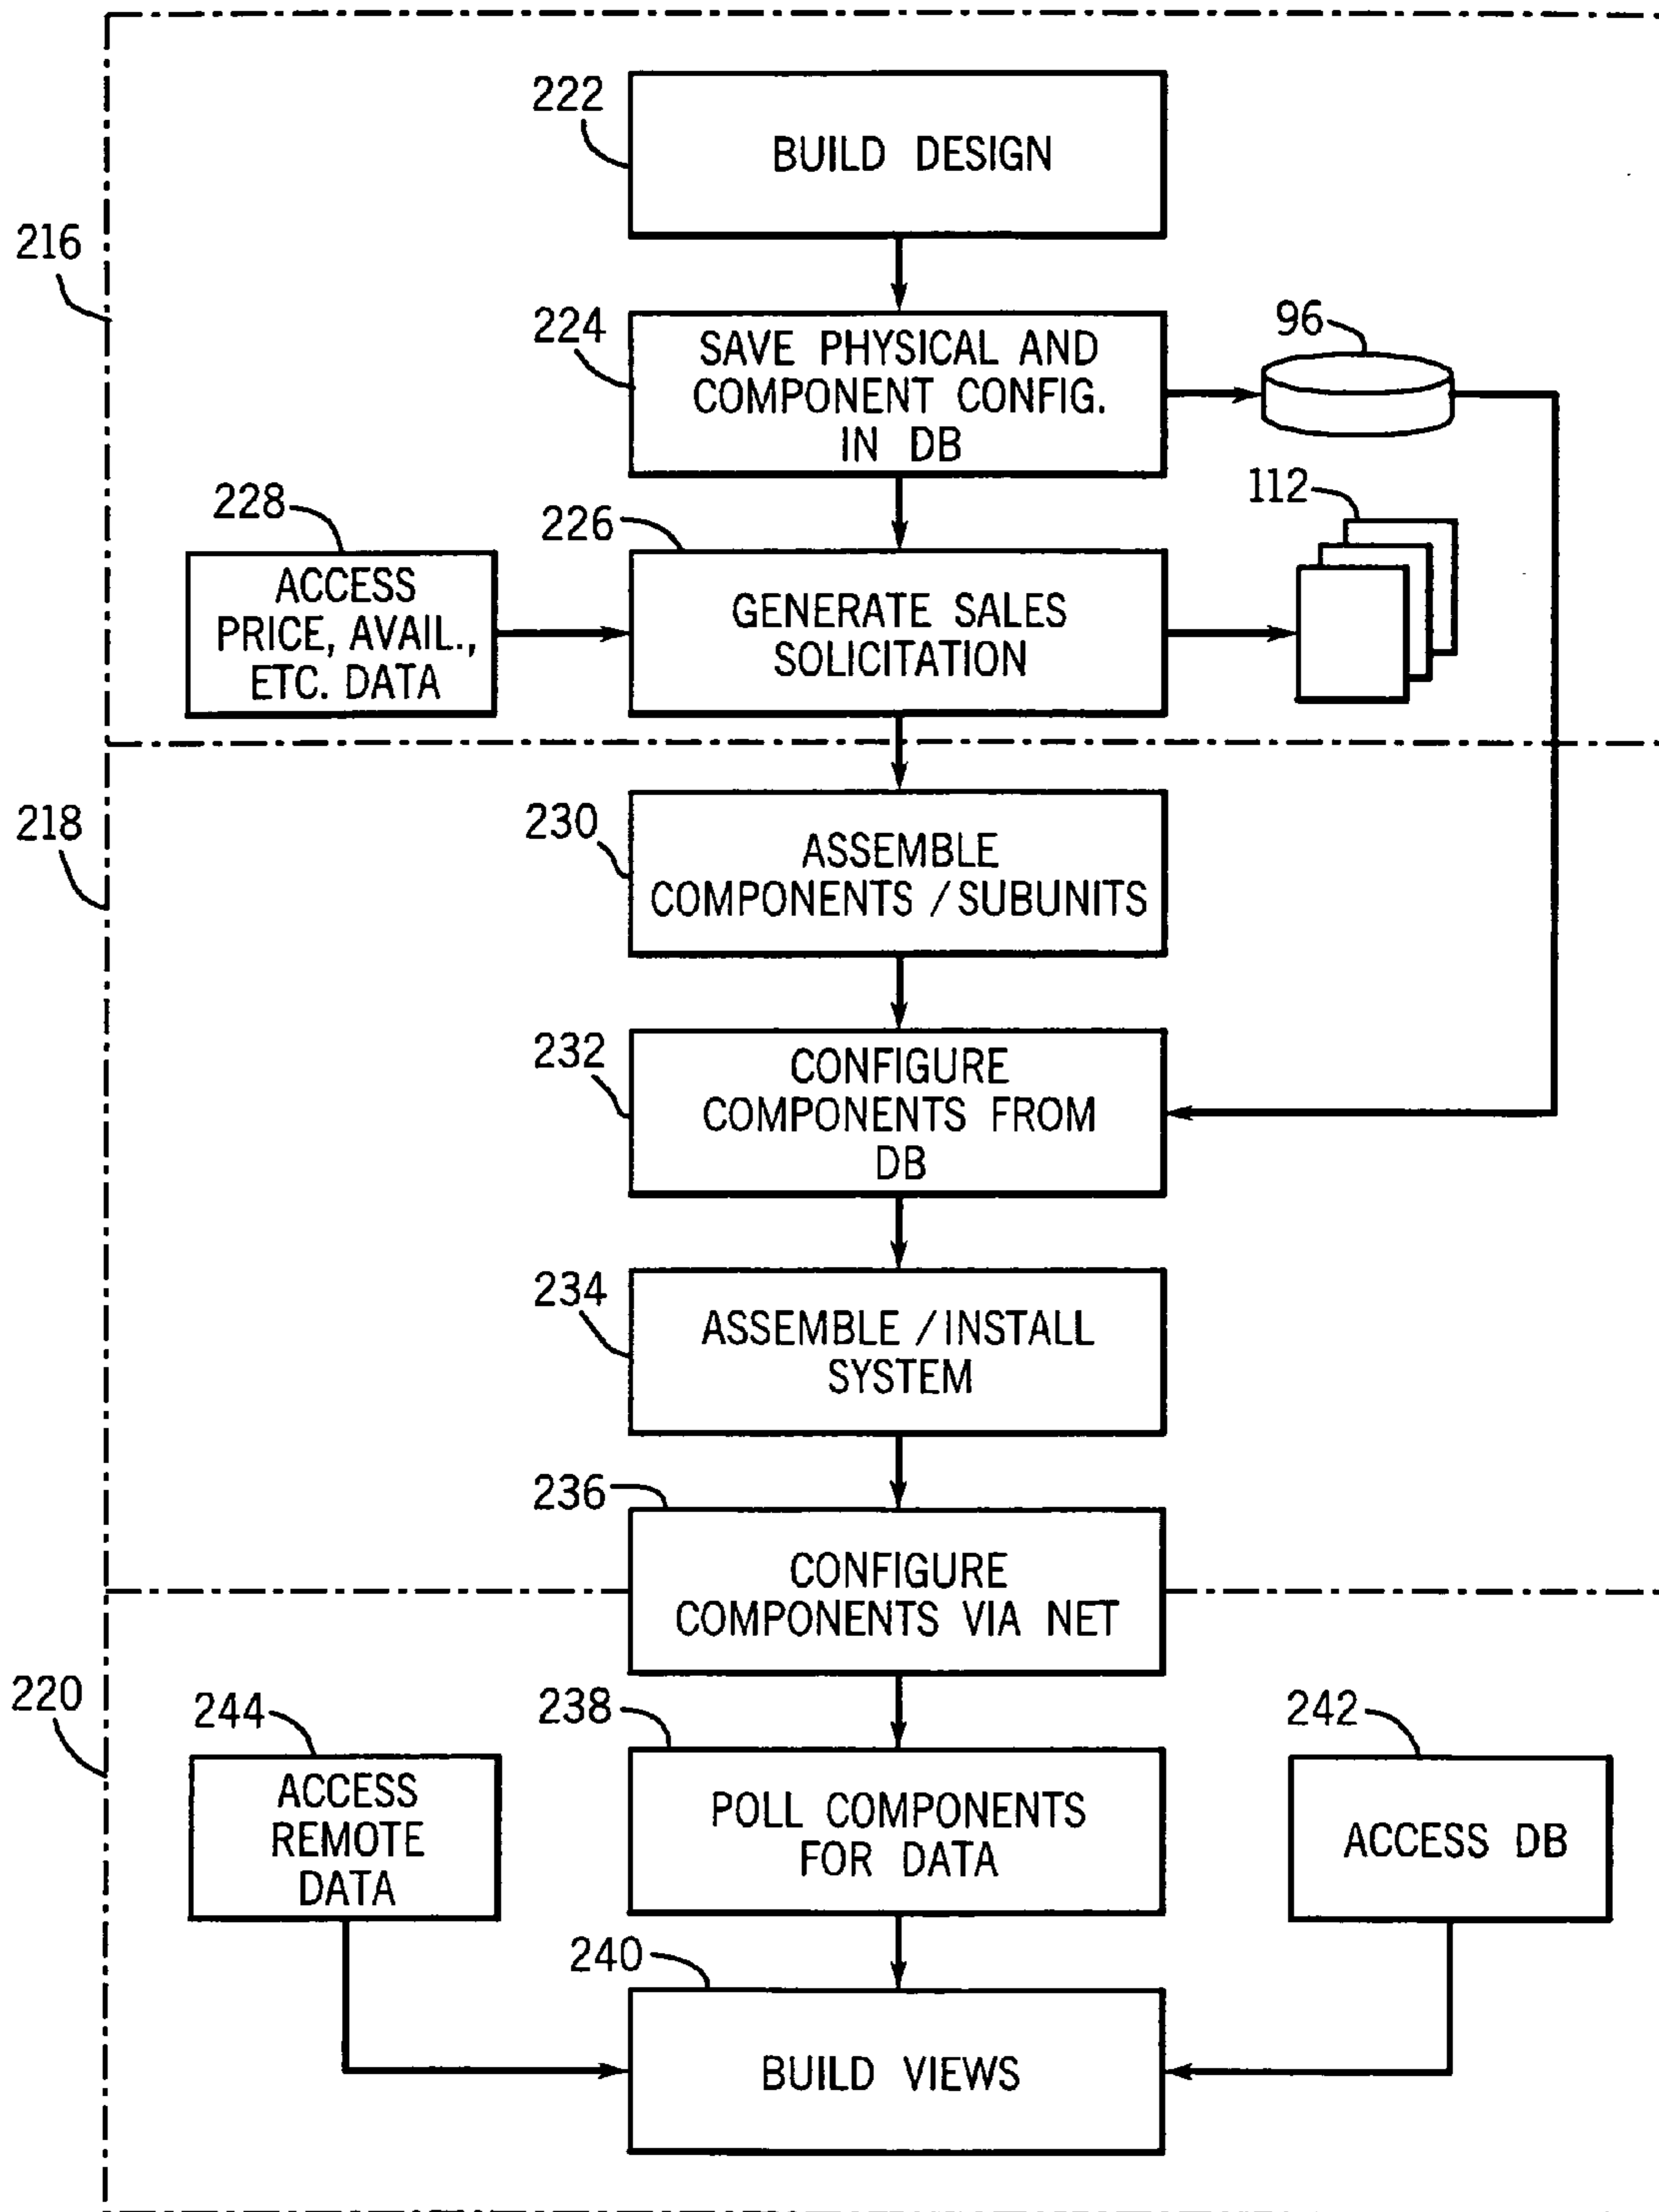 222
BUILD DESIGN
216
224
SAVE PHYSICAL AND
COMPONENT CONFIG.
IN DB
96
228
ACCESS
PRICE, AVAIL.,
ETC. DATA
226
GENERATE SALES
SOLICITATION
112
218
230
ASSEMBLE
COMPONENTS / SUBUNITS
232
CONFIGURE
COMPONENTS FROM
DB
234
ASSEMBLE / INSTALL
SYSTEM
236
CONFIGURE
COMPONENTS VIA NET
220
244
ACCESS
REMOTE
DATA
238
POLL COMPONENTS
FOR DATA
242
ACCESS DB
240
BUILD VIEWS